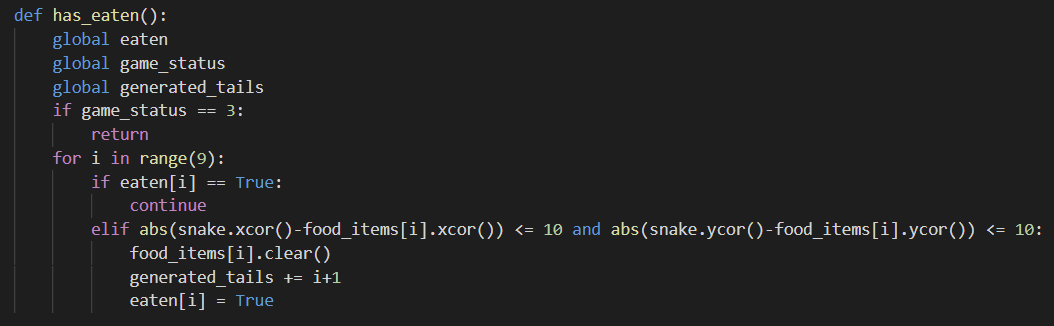 def has_eaten():
    global eaten
    global game_status
    global generated_tails
    if game_status == 3:
        return
    for i in range(9):
        if eaten[i] == True:
            continue
        elif abs(snake.xcor()-food_items[i].xcor()) <= 10 and abs(snake.ycor()-food_items[i].ycor()) <= 10:
            food_items[i].clear()
            generated_tails += i+1
            eaten[i] = True